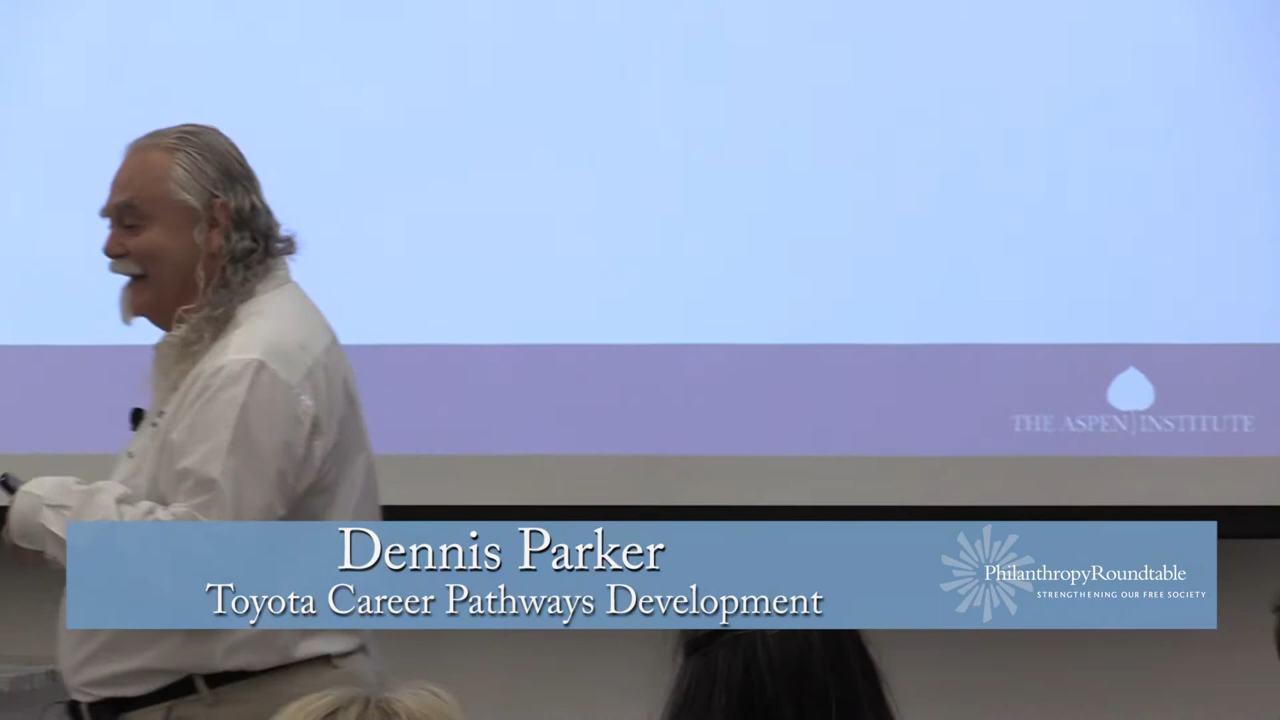 THE ASPEN INSTITUTE
Dennis Parker
Toyota Career Pathways Development
PhilanthropyRoundtable
STRENGTHENING OUR FREE SOCIETY